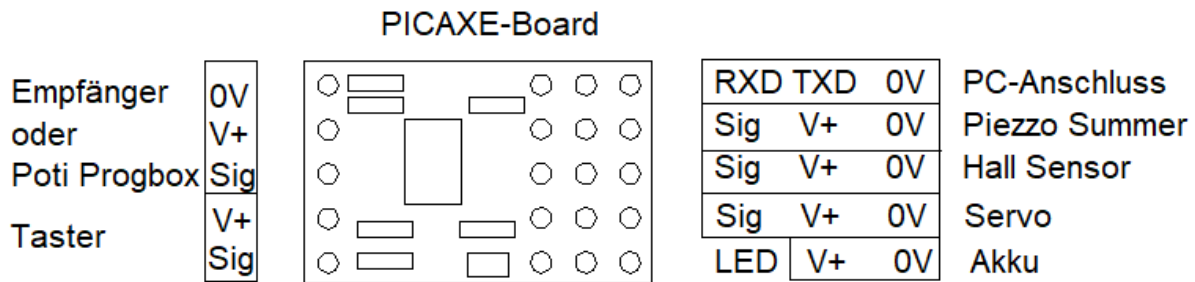 PICAXE-Board
Empfänger 0V RXD TXD 0V PC-Anschluss
oder V+ Sig V+ 0V Piezzo Summer
Poti Progbox Sig Sig V+ 0V Hall Sensor
Taster V+ Sig V+ 0V Servo
Sig LED V+ 0V Akku